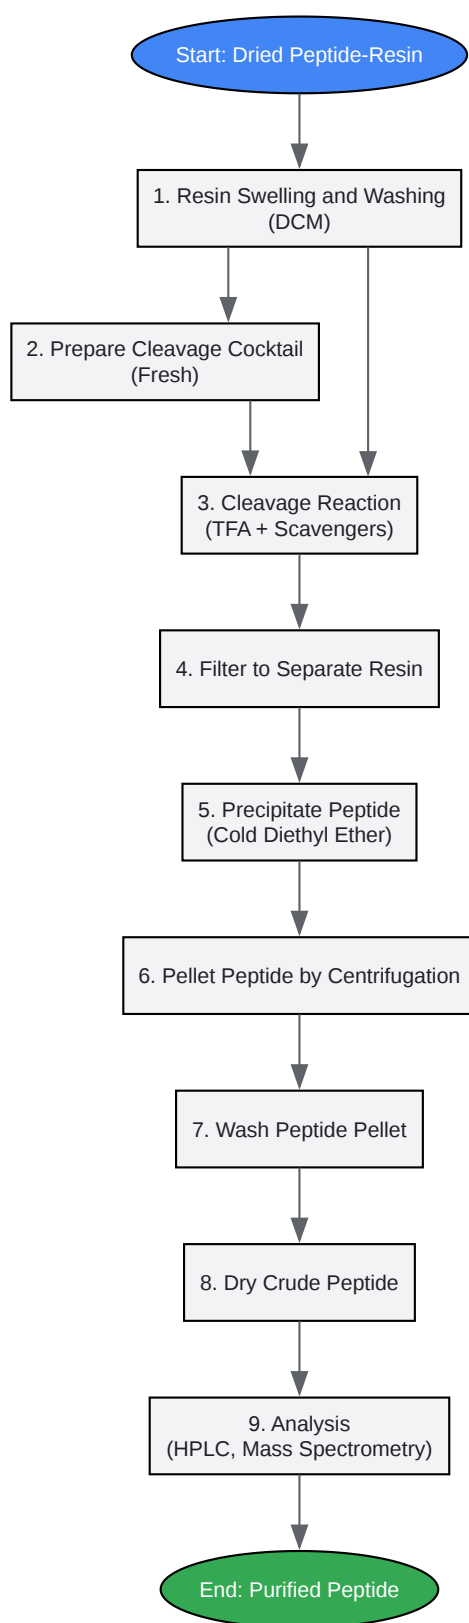 Start: Dried Peptide-Resin
1. Resin Swelling and Washing
(DCM)
2. Prepare Cleavage Cocktail
(Fresh)
3. Cleavage Reaction
(TFA + Scavengers)
4. Filter to Separate Resin
5. Precipitate Peptide
(Cold Diethyl Ether)
6. Pellet Peptide by Centrifugation
7. Wash Peptide Pellet
8. Dry Crude Peptide
9. Analysis
(HPLC, Mass Spectrometry)
End: Purified Peptide